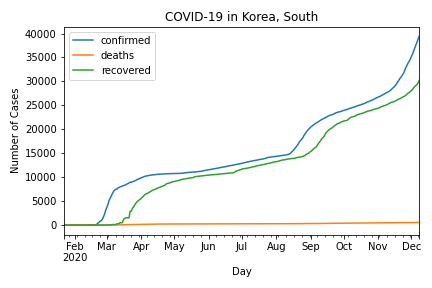 COVID-19 in Korea, South
confirmed
deaths
recovered
Number of Cases
40000
35000
30000
25000
20000
15000
10000
5000
0
Feb Mar Apr May Jun Jul Aug Sep Oct Nov Dec
2020
Day